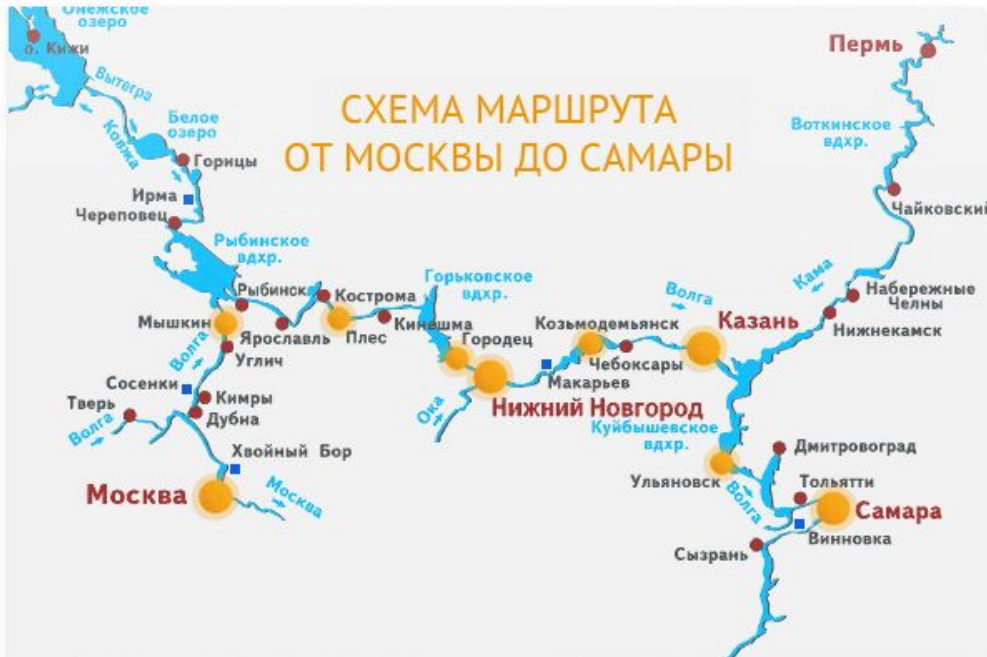 Онежское
озеро
о. Кижи
Вытегра
Ковжа
Белое
озеро
Горицы
Ирма
Череповец
СХЕМА МАРШРУТА
ОТ МОСКВЫ ДО САМАРЫ
Пермь
Воткинское
вдхр.
Чайковский
Кама
Набережные
Челны
Нижнекамск
Рыбинское
вдхр.
Рыбинск
Мышкин
Ярославль
Волга
Углич
Кострома
Плес
Кинешма
Горьковское
вдхр.
Городец
Козьмодемьянск
Волга
Казань
Чебоксары
Макарьев
Нижний Новгород
Ока
Сосенки
Кимры
Тверь
Дубна
Волга
Хвойный Бор
Москва
Москва
Куйбышевское
вдхр.
Ульяновск
Дмитровоград
Волга
Тольятти
Самара
Винновка
Сызрань